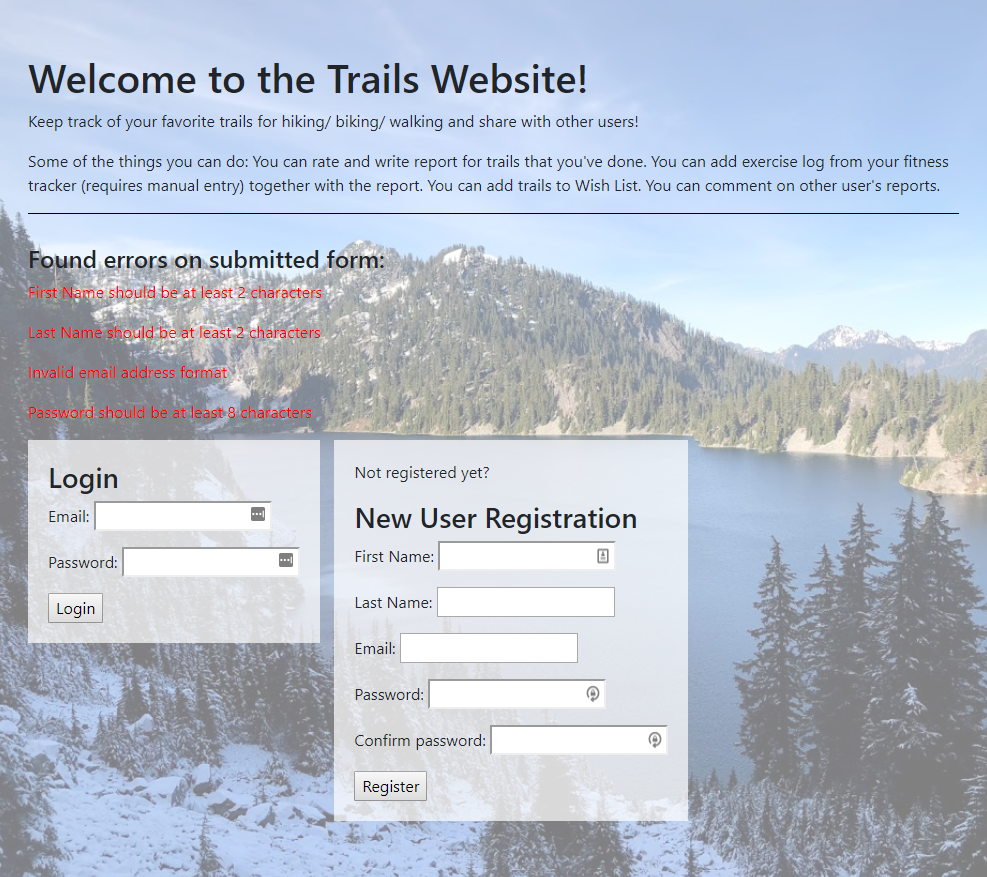 Welcome to the Trails Website!
Keep track of your favorite trails for hiking/ biking/ walking and share with other users!
Some of the things you can do: You can rate and write report for trails that you've done. You can add exercise log from your fitness
tracker (requires manual entry) together with the report. You can add trails to Wish List. You can comment on other user's reports.
Found errors on submitted form:
First Name should be at least 2 characters
Last Name should be at least 2 characters
Invalid email address format
Password should be at least 8 characters
Login
Email:
Password:
Login
Not registered yet?
New User Registration
First Name:
Last Name:
Email:
Password:
Confirm password:
Register